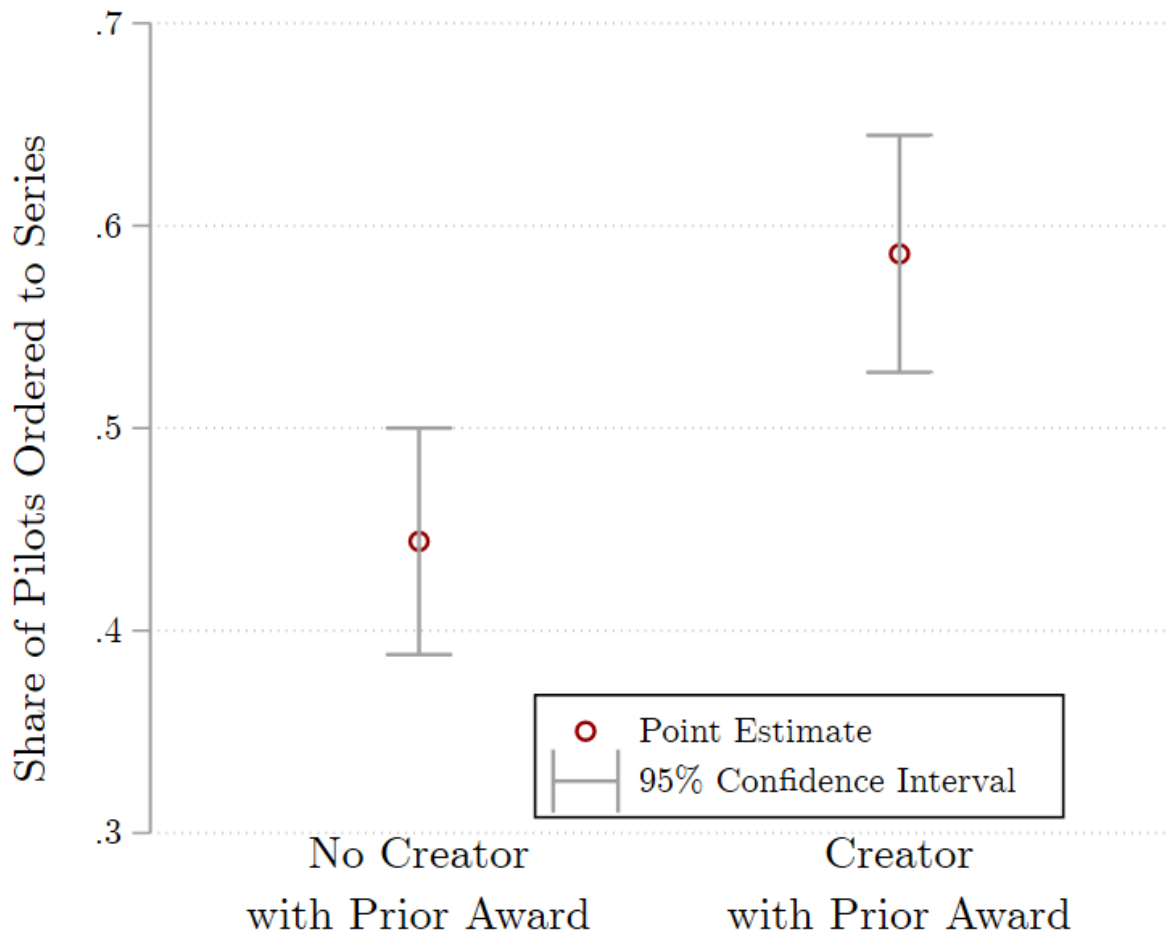 Share of Pilots Ordered to Series
.7
.6
.5
.4
.3
Point Estimate
95% Confidence Interval
No Creator
with Prior Award
Creator
with Prior Award